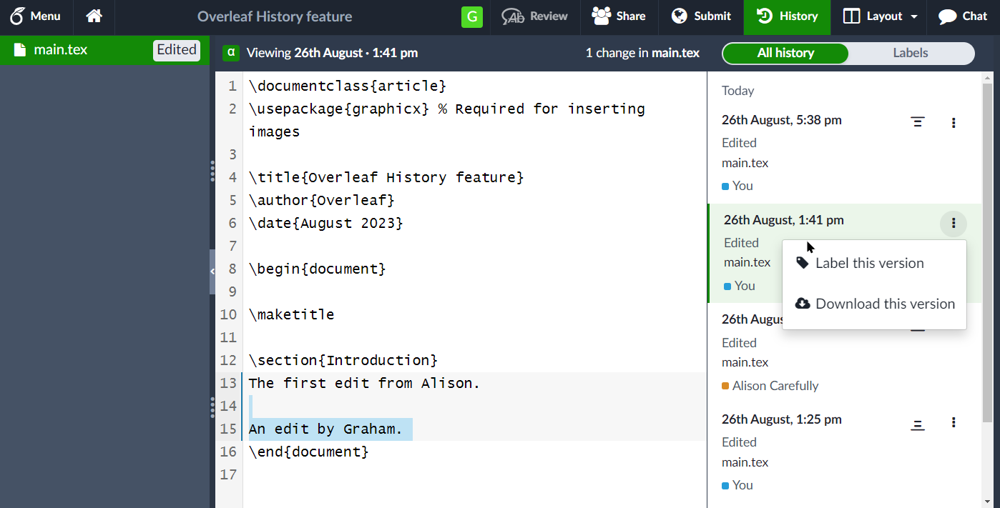 Menu
Overleaf History feature
G
Review
Share
Submit
History
Layout
Chat
main.tex
Edited
α
Viewing 26th August · 1:41 pm
1 change in main.tex
All history
Labels
1 \documentclass{article}
2 \usepackage{graphicx} % Required for inserting
images
3
4 \title{Overleaf History feature}
5 \author{Overleaf}
6 \date{August 2023}
7
8 \begin{document}
9
10 \maketitle
11
12 \section{Introduction}
13 The first edit from Alison.
14
15 An edit by Graham.
16 \end{document}
17
Today
26th August, 5:38 pm
Edited
main.tex
You
26th August, 1:41 pm
Edited
main.tex
You
Label this version
Download this version
26th Augus
Edited
main.tex
Alison Carefully
26th August, 1:25 pm
Edited
main.tex
You